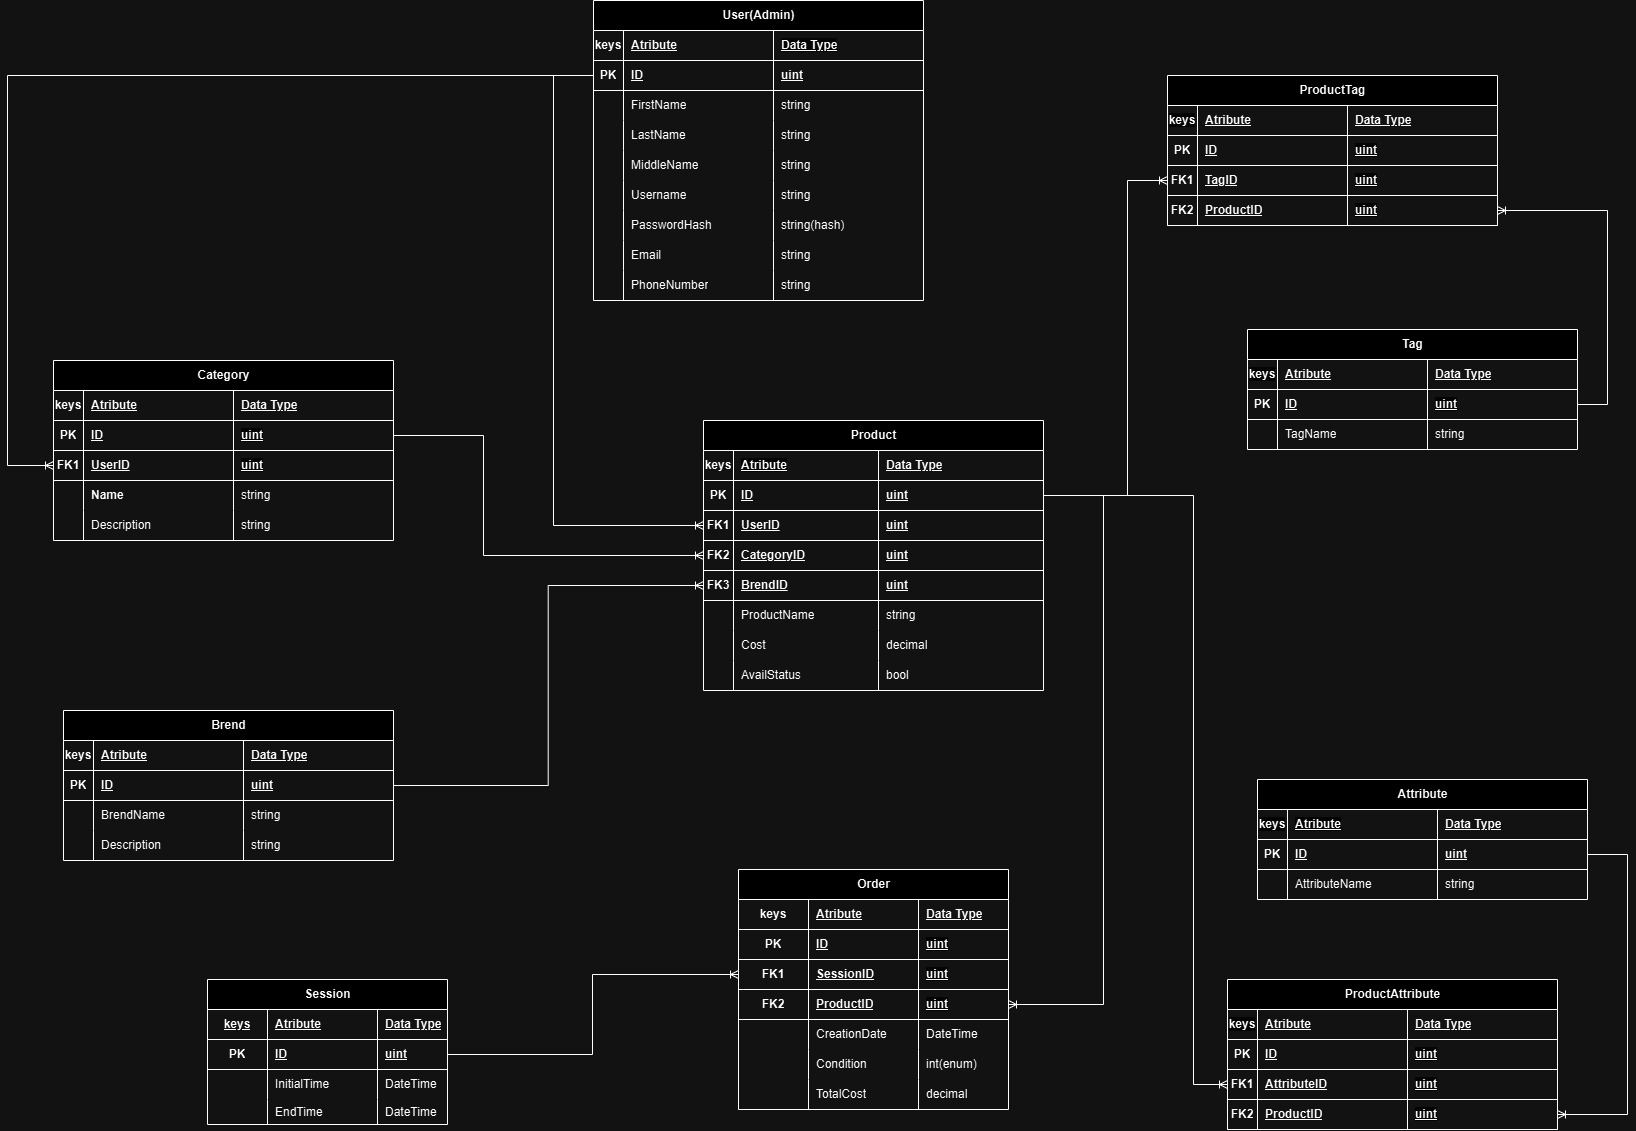 User(Admin)
keys Atribute Data Type
PK ID uint
FirstName string
LastName string
MiddleName string
Username string
PasswordHash string(hash)
Email string
PhoneNumber string
ProductTag
keys Atribute Data Type
PK ID uint
FK1 TagID uint
FK2 ProductID uint
Tag
keys Atribute Data Type
PK ID uint
TagName string
Category
keys Atribute Data Type
PK ID uint
FK1 UserID uint
Name string
Description string
Product
keys Atribute Data Type
PK ID uint
FK1 UserID uint
FK2 CategoryID uint
FK3 BrendID uint
ProductName string
Cost decimal
AvailStatus bool
Brend
keys Atribute Data Type
PK ID uint
BrendName string
Description string
Attribute
keys Atribute Data Type
PK ID uint
AttributeName string
Order
keys Atribute Data Type
PK ID uint
FK1 SessionID uint
FK2 ProductID uint
CreationDate DateTime
Condition int(enum)
TotalCost decimal
Session
keys Atribute Data Type
PK ID uint
InitialTime DateTime
EndTime DateTime
ProductAttribute
keys Atribute Data Type
PK ID uint
FK1 AttributeID uint
FK2 ProductID uint